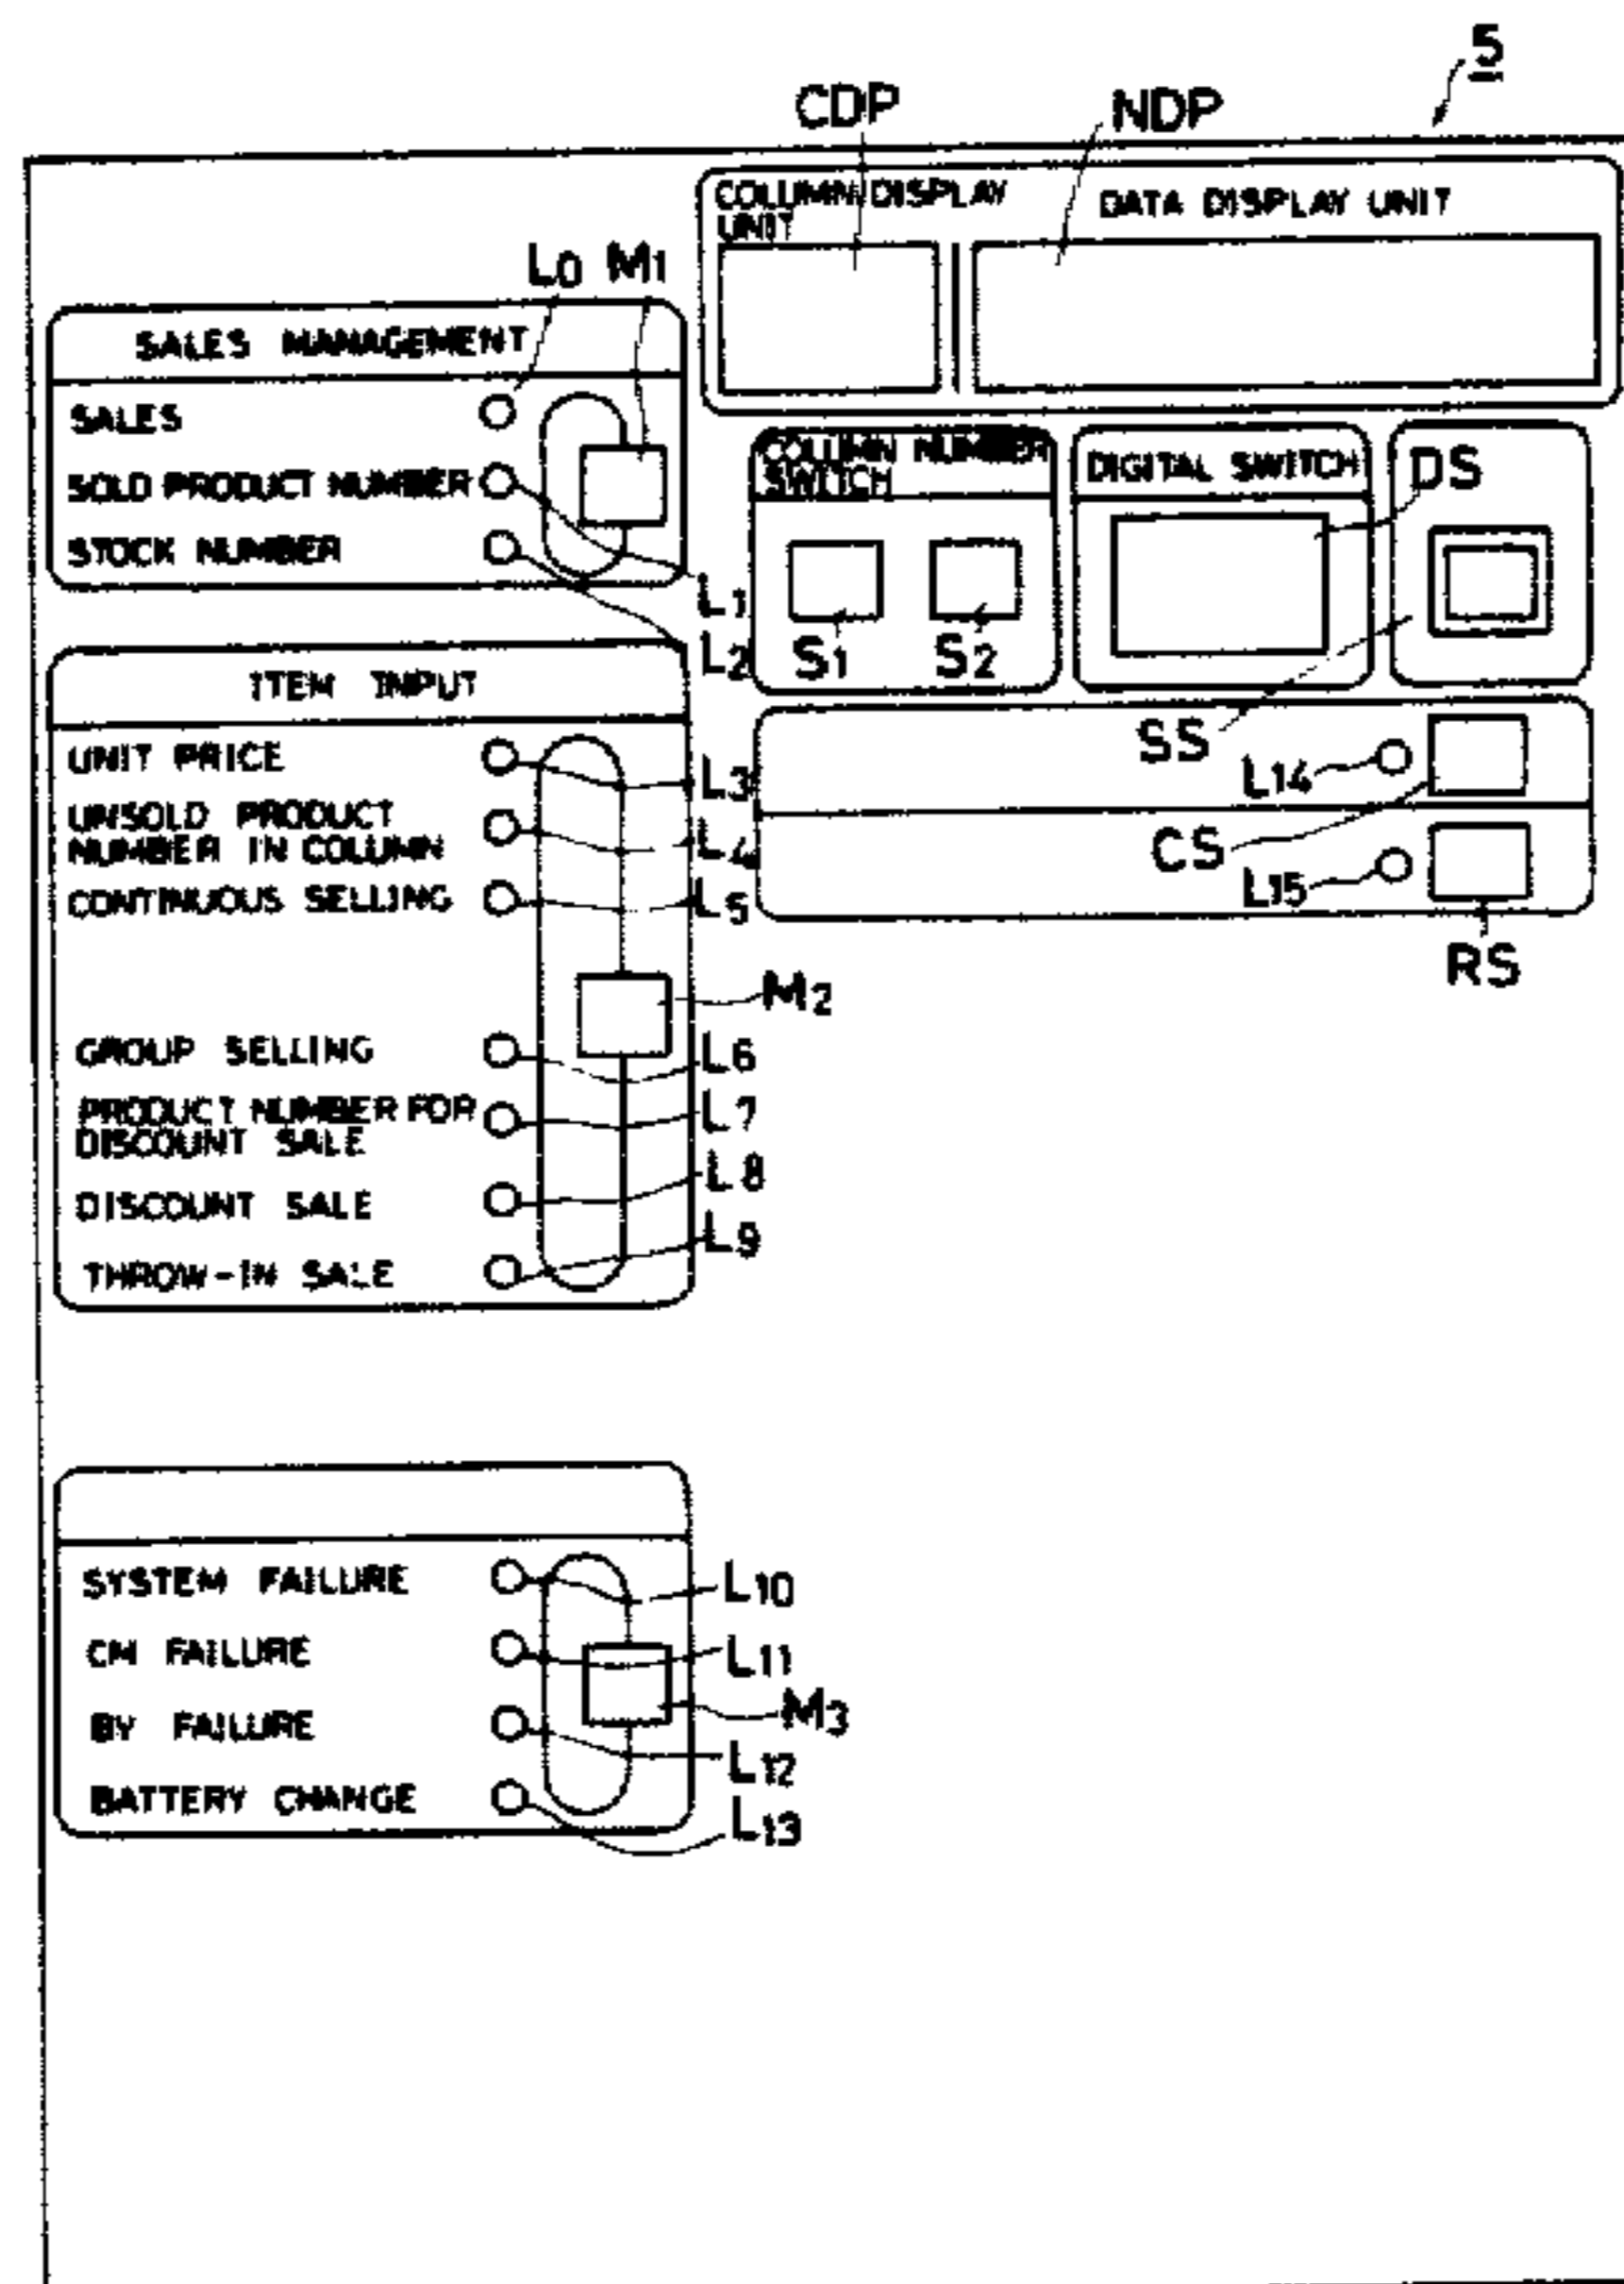 5
CDP NDP
COLUMN DISPLAY
UNIT
DATA DISPLAY UNIT
L0 M1
SALES MANAGEMENT
SALES
SOLD PRODUCT NUMBER
STOCK NUMBER
L1
L2
COLUMN NUMBER
SWITCH
S1 S2
DIGITAL SWITCH
DS
SS
L14
CS
L15
RS
ITEM INPUT
UNIT PRICE
L3
UNSOLD PRODUCT
NUMBER IN COLUMN
L4
CONTINUOUS SELLING
L5
M2
GROUP SELLING
L6
PRODUCT NUMBER FOR
DISCOUNT SALE
L7
DISCOUNT SALE
L8
THROW-IN SALE
L9
SYSTEM FAILURE
L10
CM FAILURE
L11
M3
BV FAILURE
L12
BATTERY CHANGE
L13